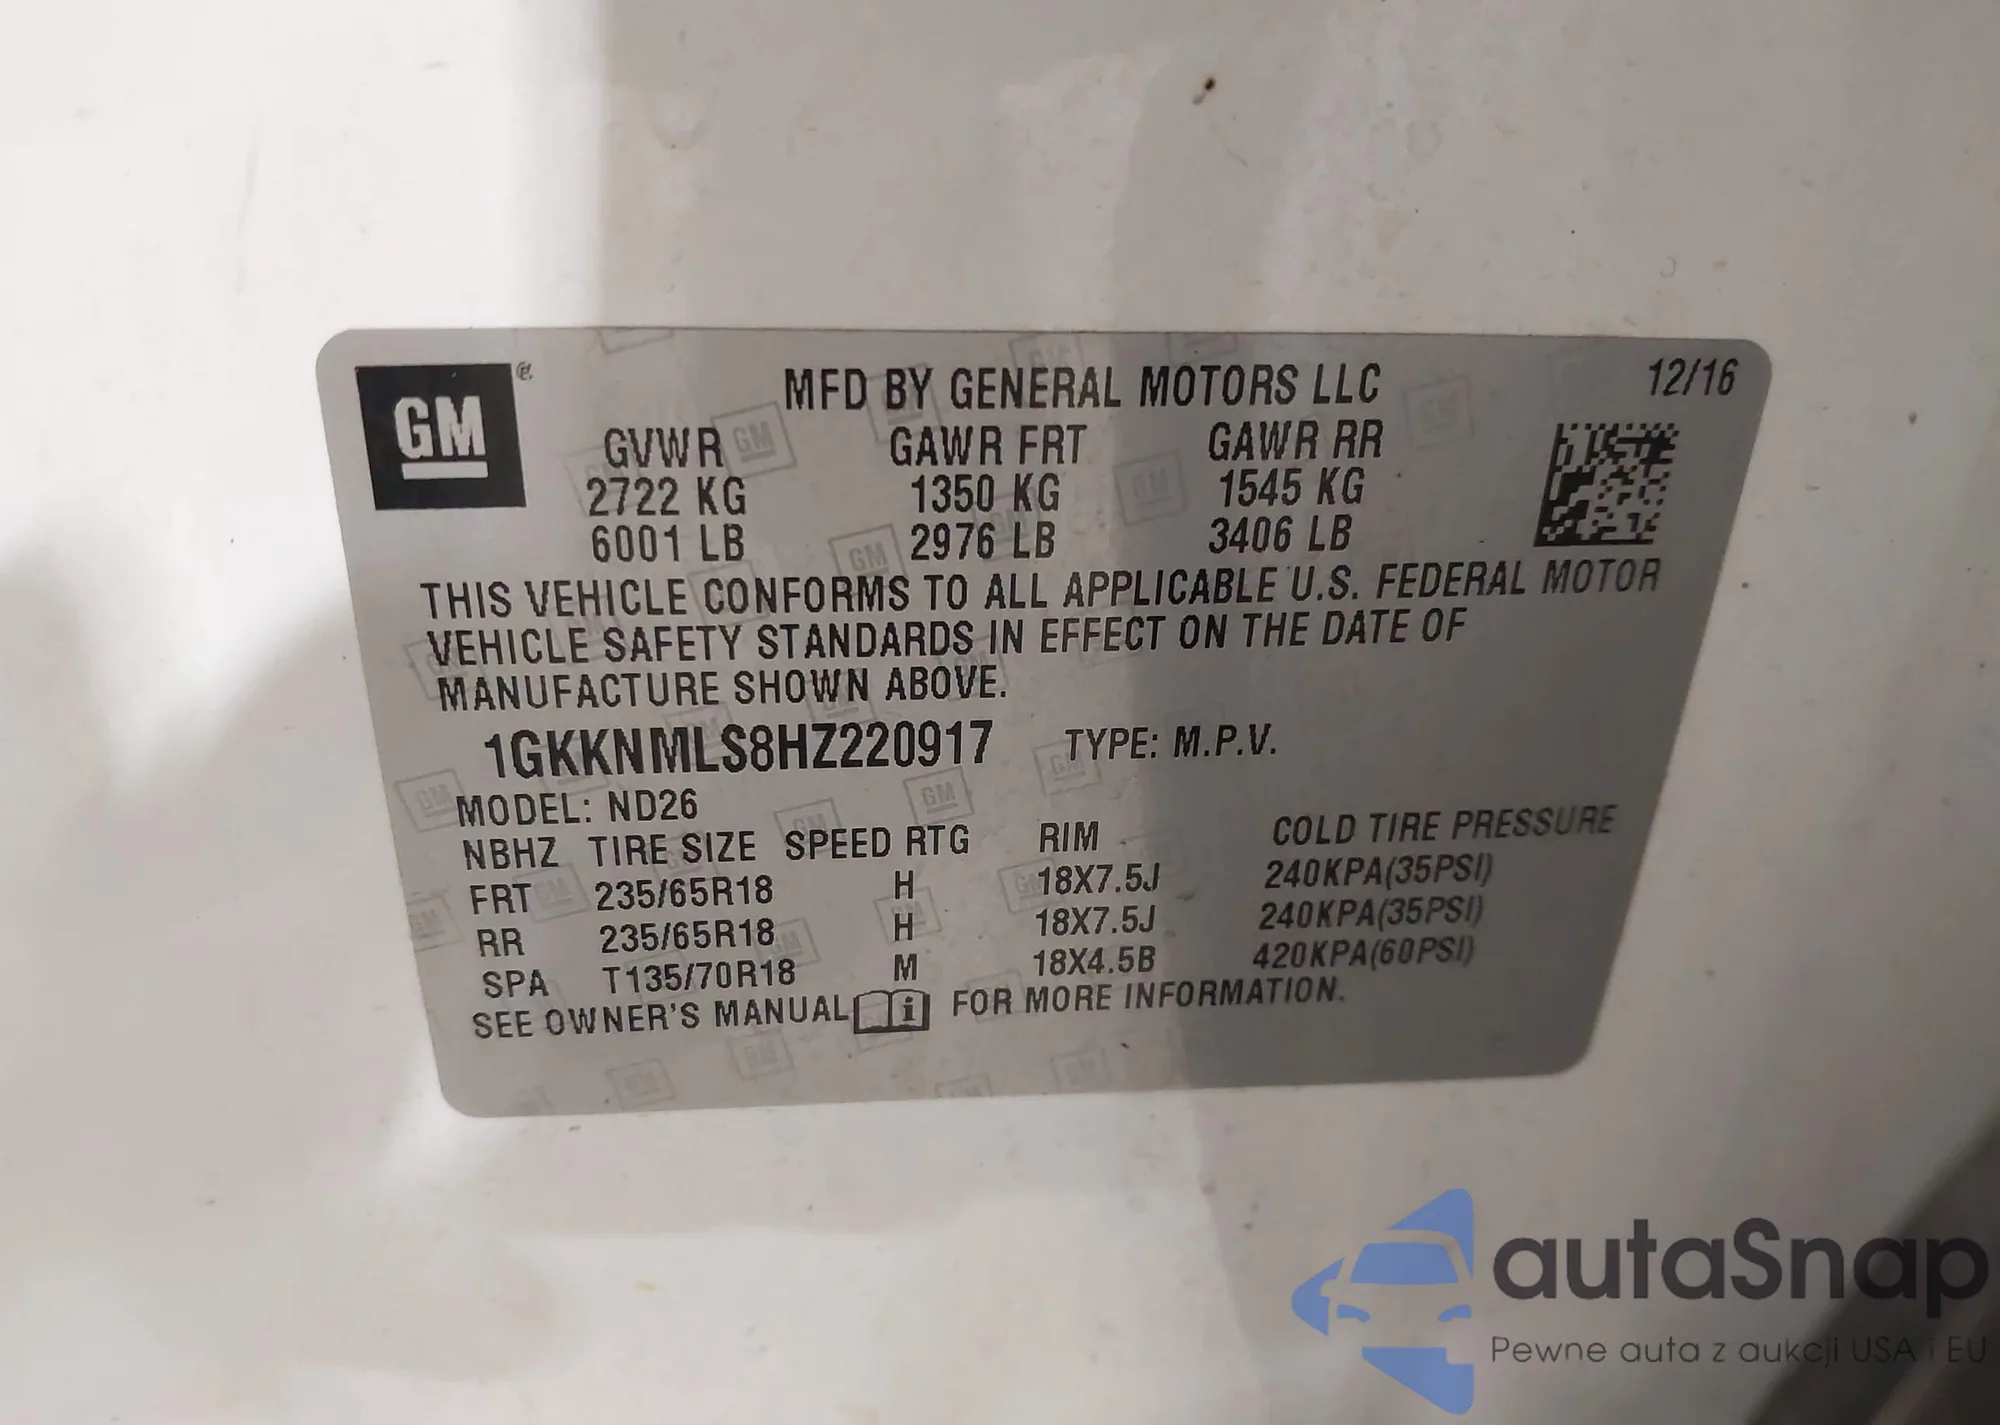 GM
MFD BY GENERAL MOTORS LLC 12/16
GVWR GAWR FRT GAWR RR
2722 KG 1350 KG 1545 KG
6001 LB 2976 LB 3406 LB
THIS VEHICLE CONFORMS TO ALL APPLICABLE U.S. FEDERAL MOTOR
VEHICLE SAFETY STANDARDS IN EFFECT ON THE DATE OF
MANUFACTURE SHOWN ABOVE.
1GKKNMLS8HZ220917 TYPE: M.P.V.
MODEL: ND26
NBHZ TIRE SIZE SPEED RTG RIM COLD TIRE PRESSURE
FRT 235/65R18 H 18X7.5J 240KPA(35PSI)
RR 235/65R18 H 18X7.5J 240KPA(35PSI)
SPA T135/70R18 M 18X4.5B 420KPA(60PSI)
SEE OWNER'S MANUAL i FOR MORE INFORMATION.
autaSnap
Pewne auta z aukcji USA i EU